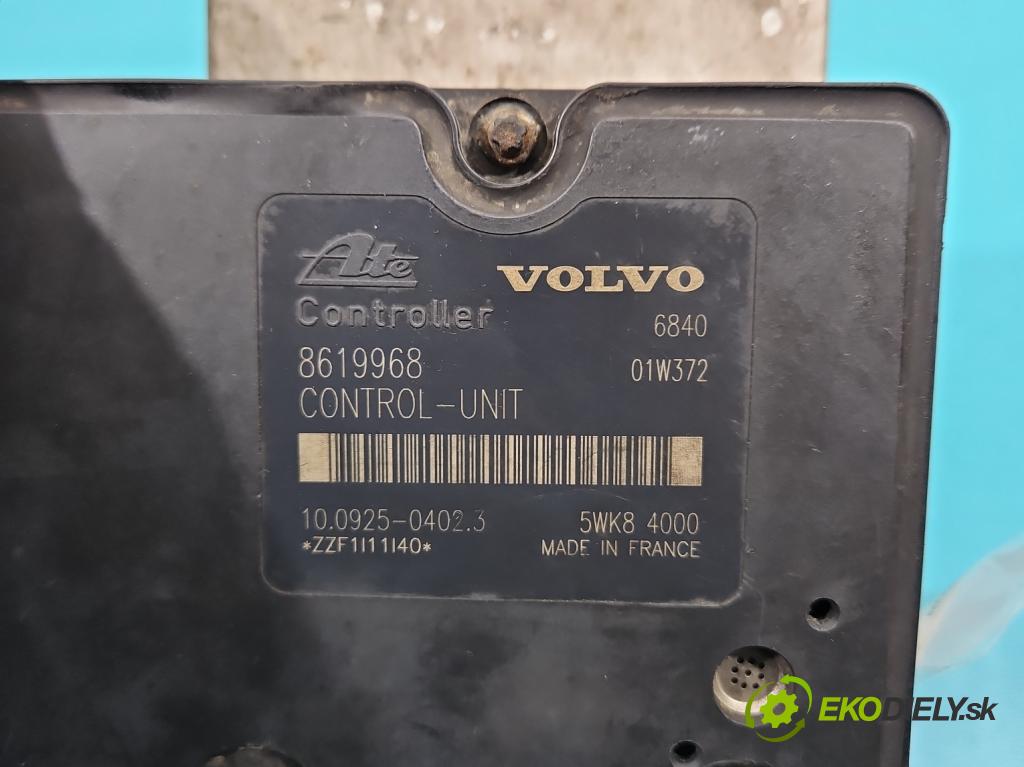 Ate VOLVO
Controller 6840
8619968 01W372
CONTROL-UNIT
10.0925-0402.3 5WK8 4000
*ZZF1I11I40* MADE IN FRANCE
EKODIELY.sk